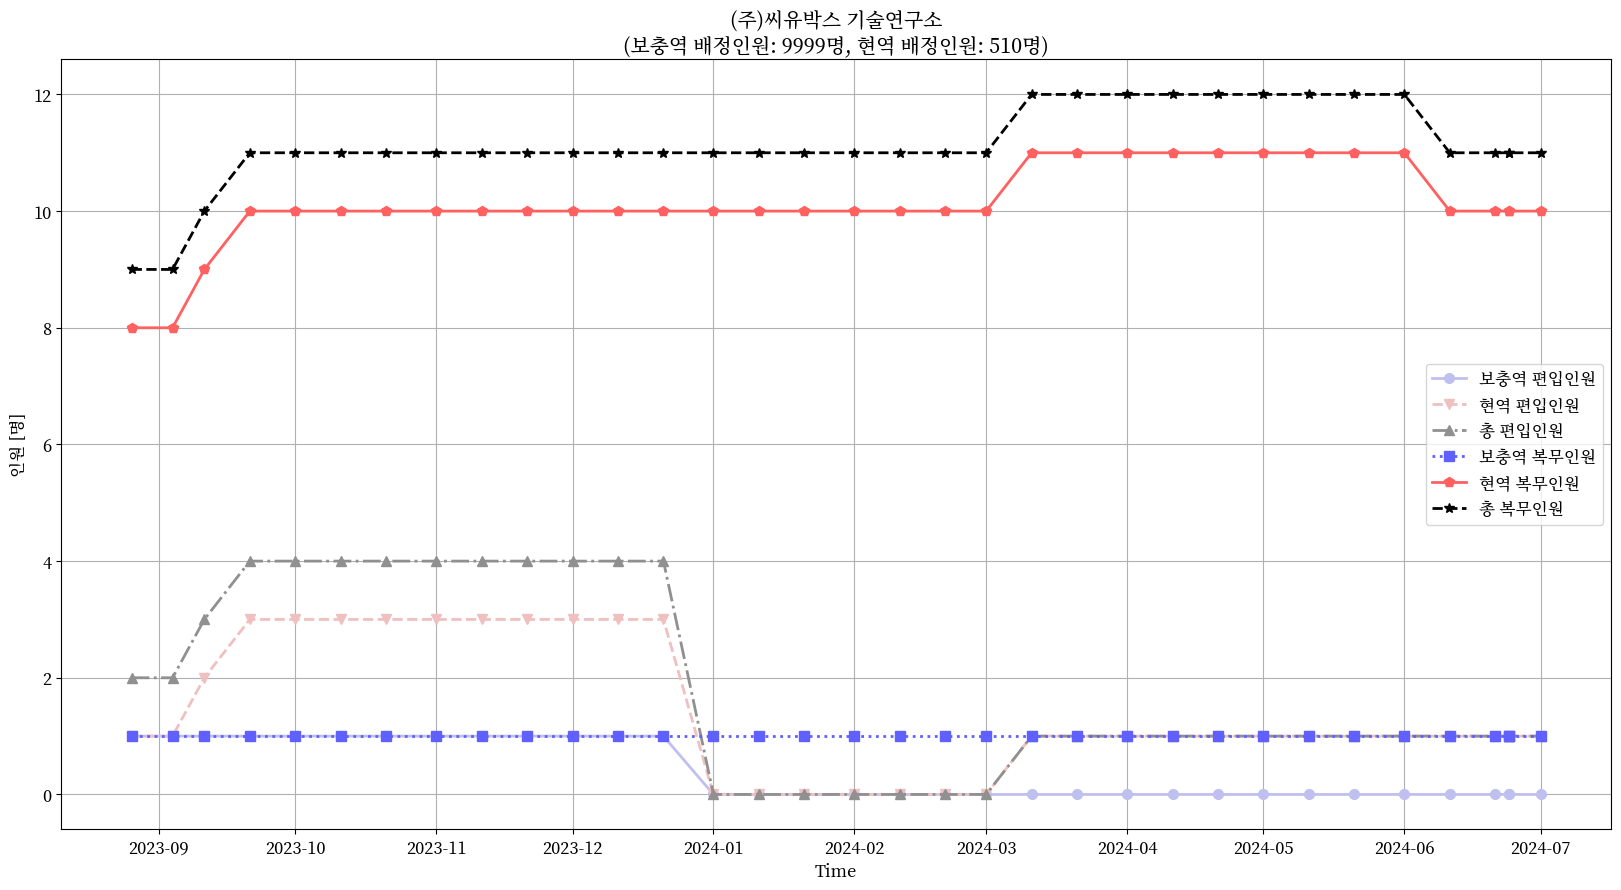 (주)씨유박스 기술연구소
(보충역 배정인원: 9999명, 현역 배정인원: 510명)
인원 [명]
12
10
8
6
4
2
0
보충역 편입인원
현역 편입인원
총 편입인원
보충역 복무인원
현역 복무인원
총 복무인원
2023-09 2023-10 2023-11 2023-12 2024-01 2024-02 2024-03 2024-04 2024-05 2024-06 2024-07
Time